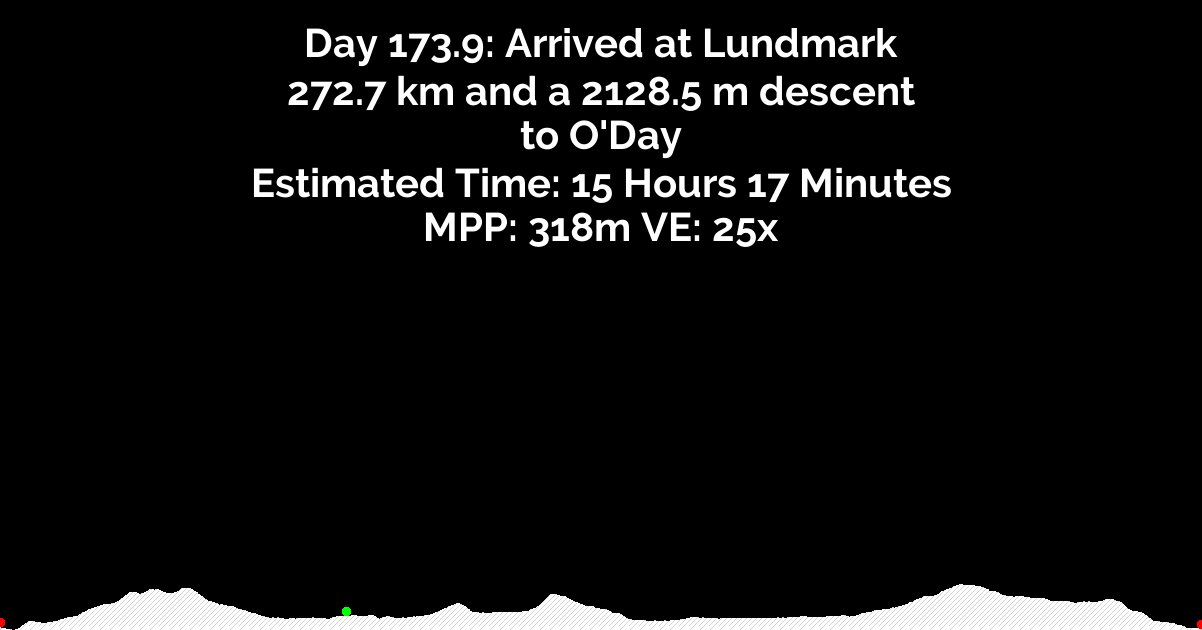 Day 173.9: Arrived at Lundmark
272.7 km and a 2128.5 m descent
to O'Day
Estimated Time: 15 Hours 17 Minutes
MPP: 318m VE: 25x